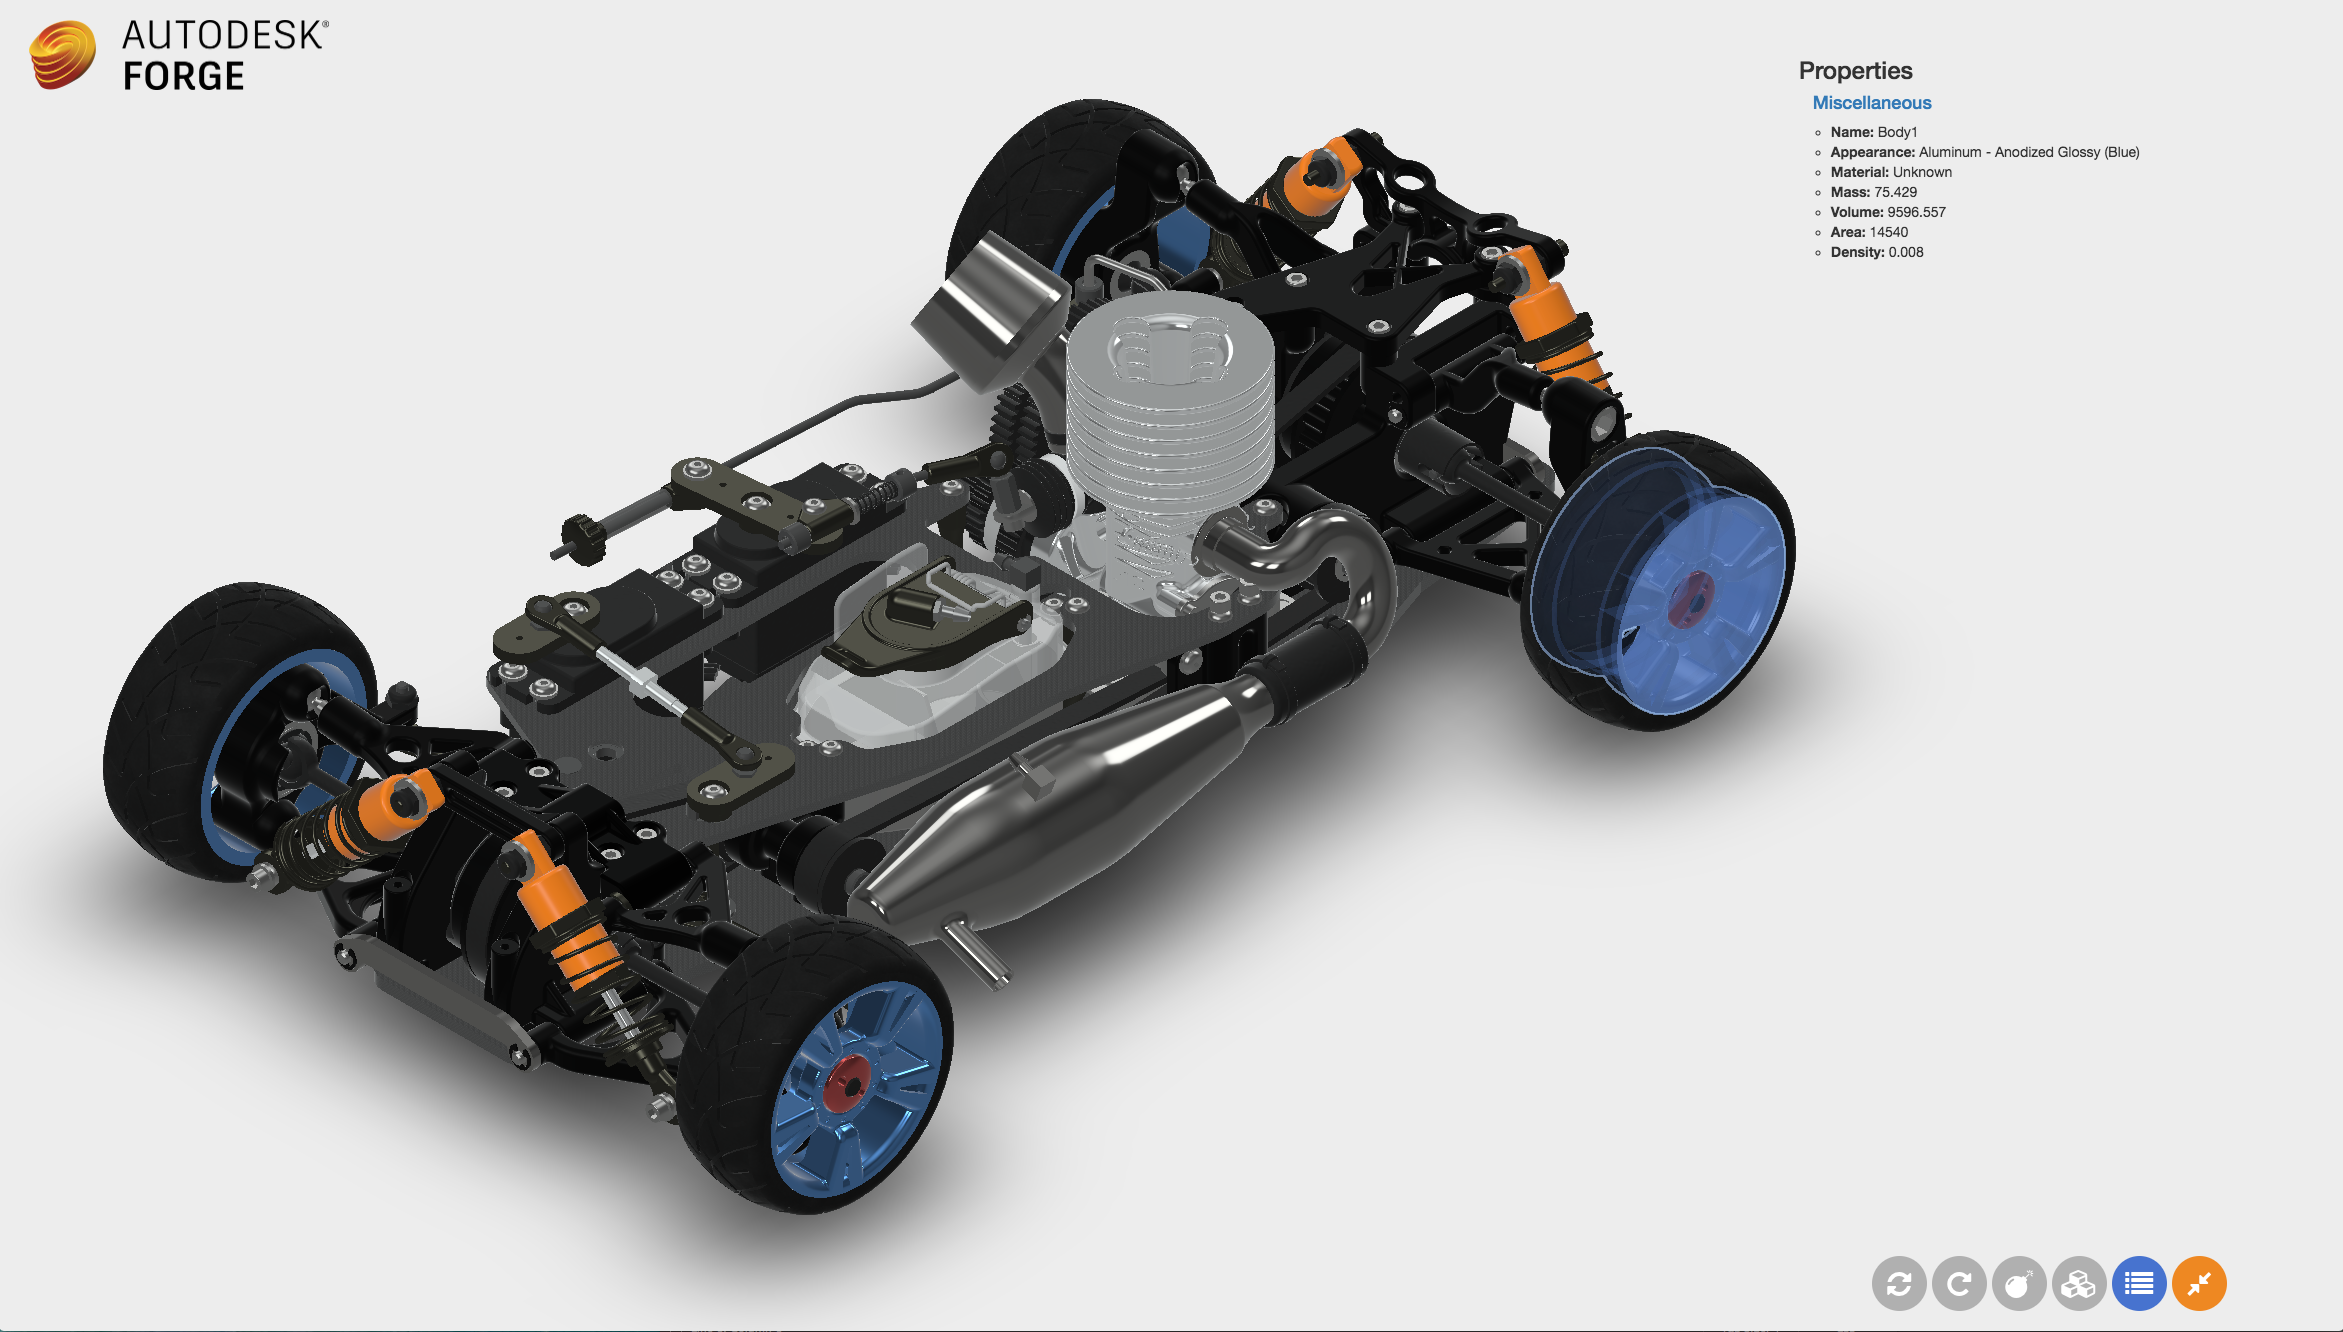 AUTODESK®
FORGE
Properties
Miscellaneous
Name: Body1
Appearance: Aluminum - Anodized Glossy (Blue)
Material: Unknown
Mass: 75.429
Volume: 9596.557
Area: 14540
Density: 0.008